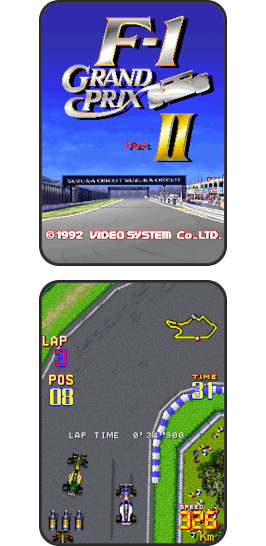 F-1
GRAND
PRIX
Part
II
SUZUKA CIRCUIT SUZUKA CIRCUIT
©1992 VIDEO SYSTEM Co.,LTD.
LAP
3
POS
08
TIME
31
LAP TIME 0'34"900
SPEED
326
Km